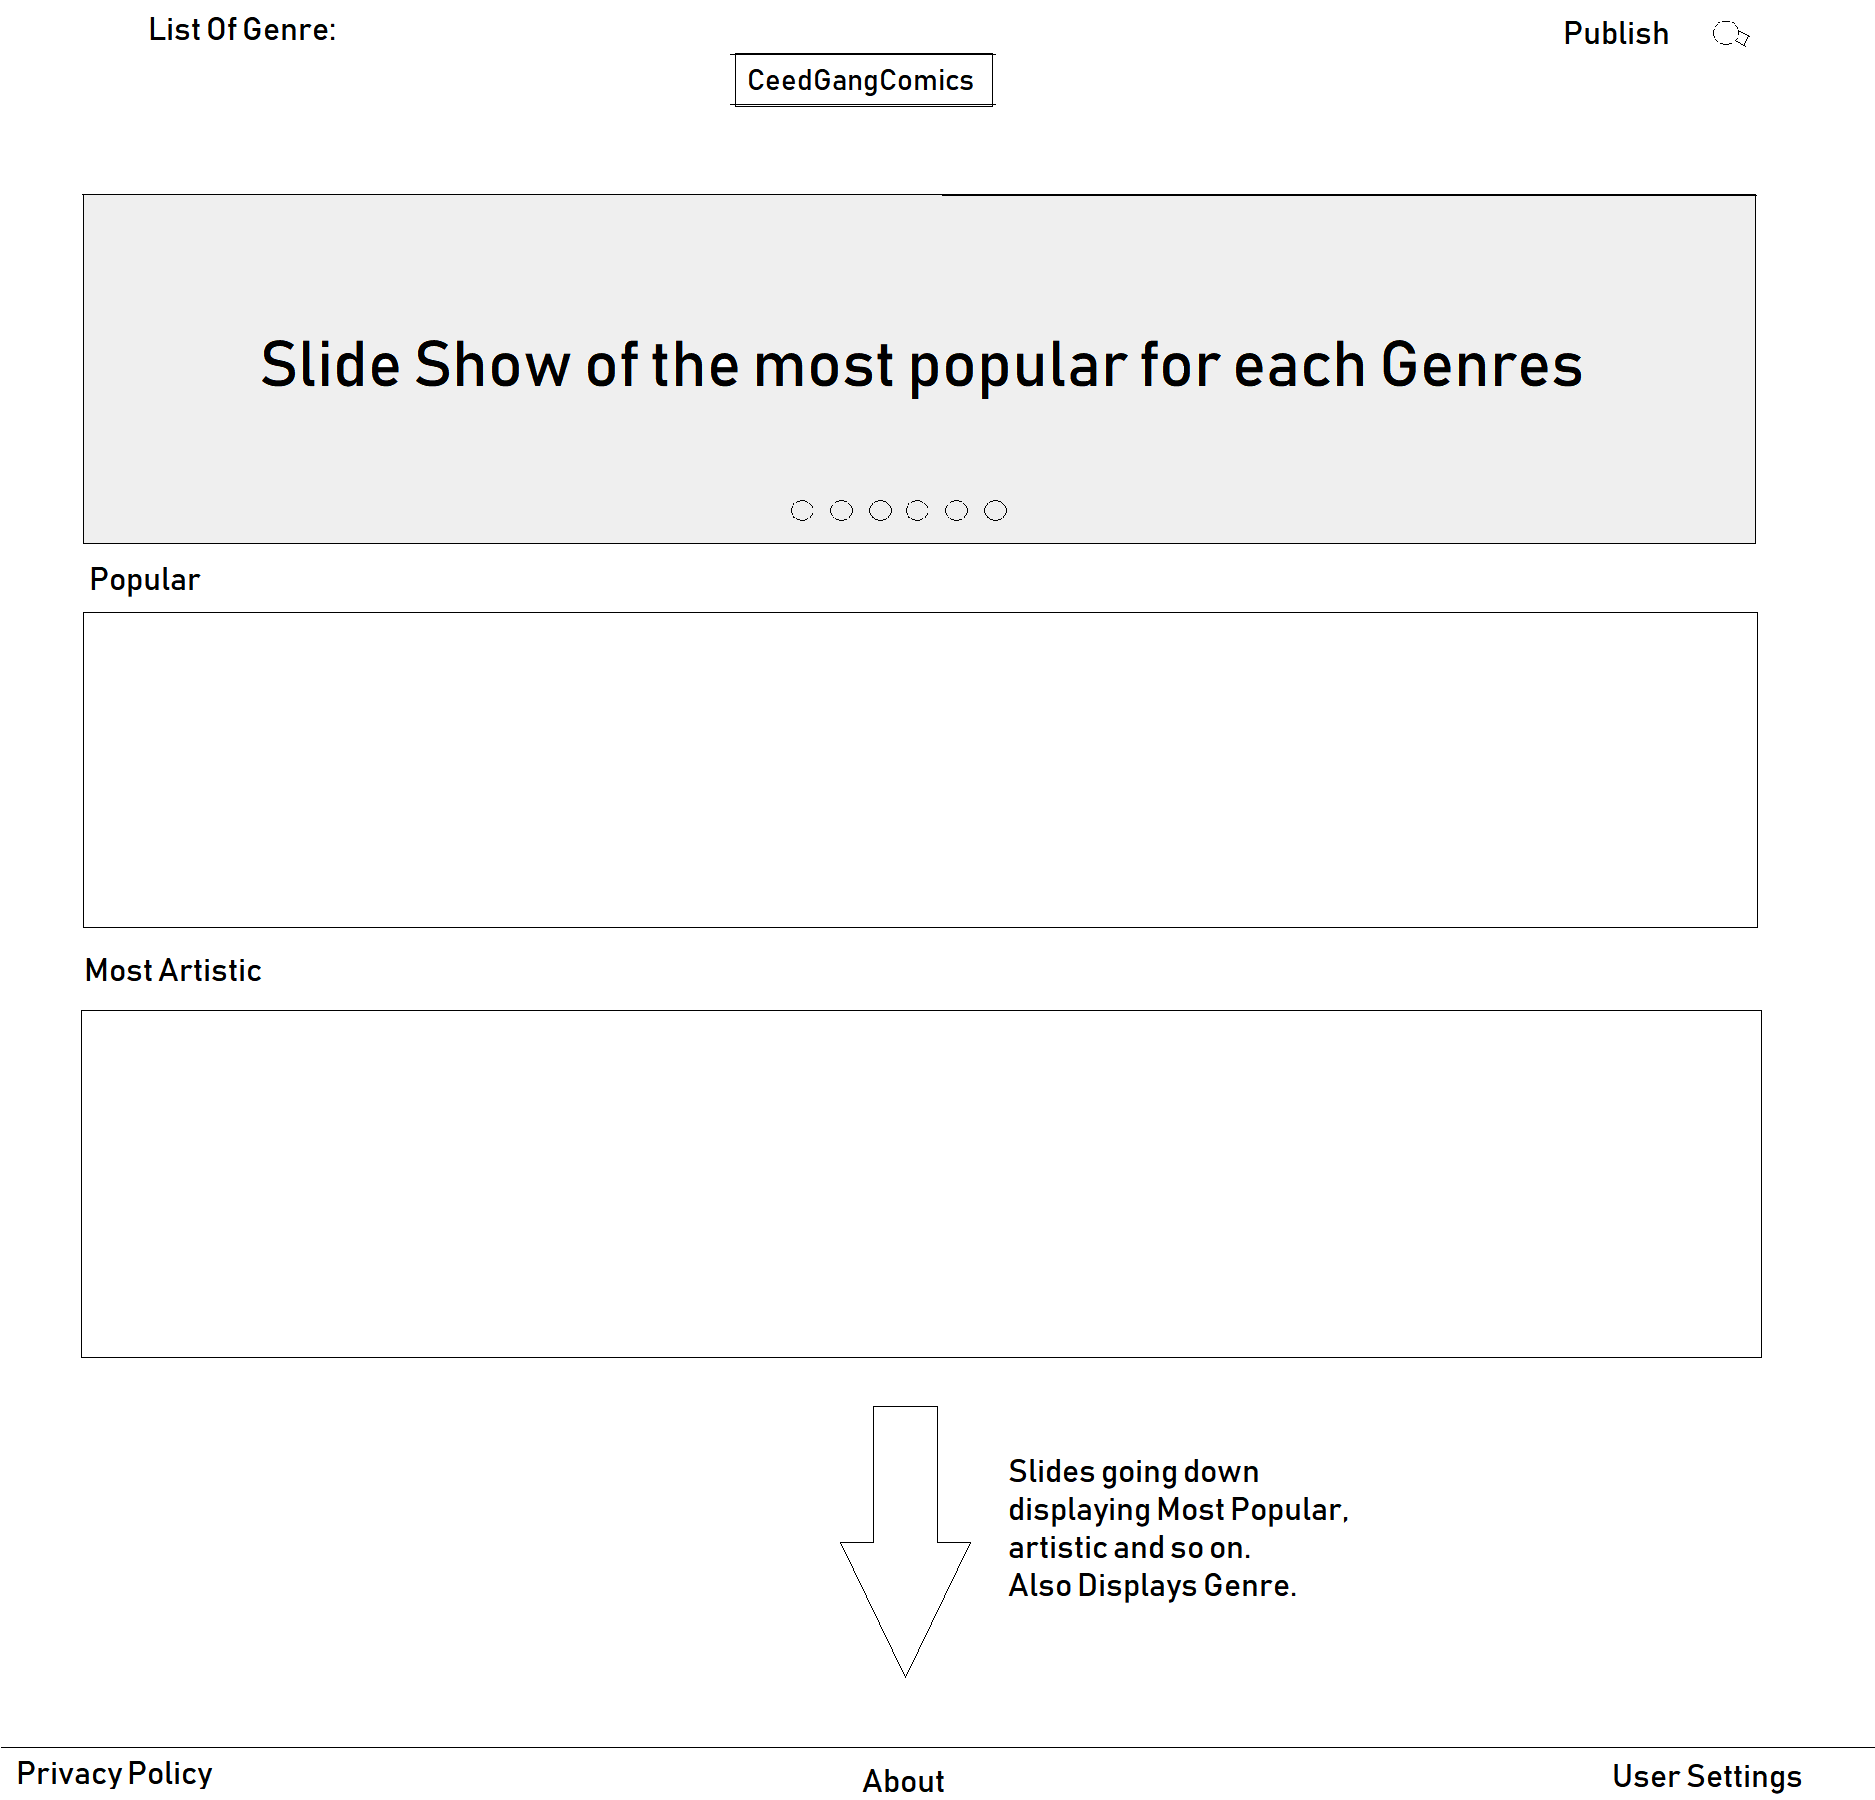 List Of Genre:
Publish
CeedGangComics
Slide Show of the most popular for each Genres
Popular
Most Artistic
Slides going down
displaying Most Popular,
artistic and so on.
Also Displays Genre.
Privacy Policy
About
User Settings